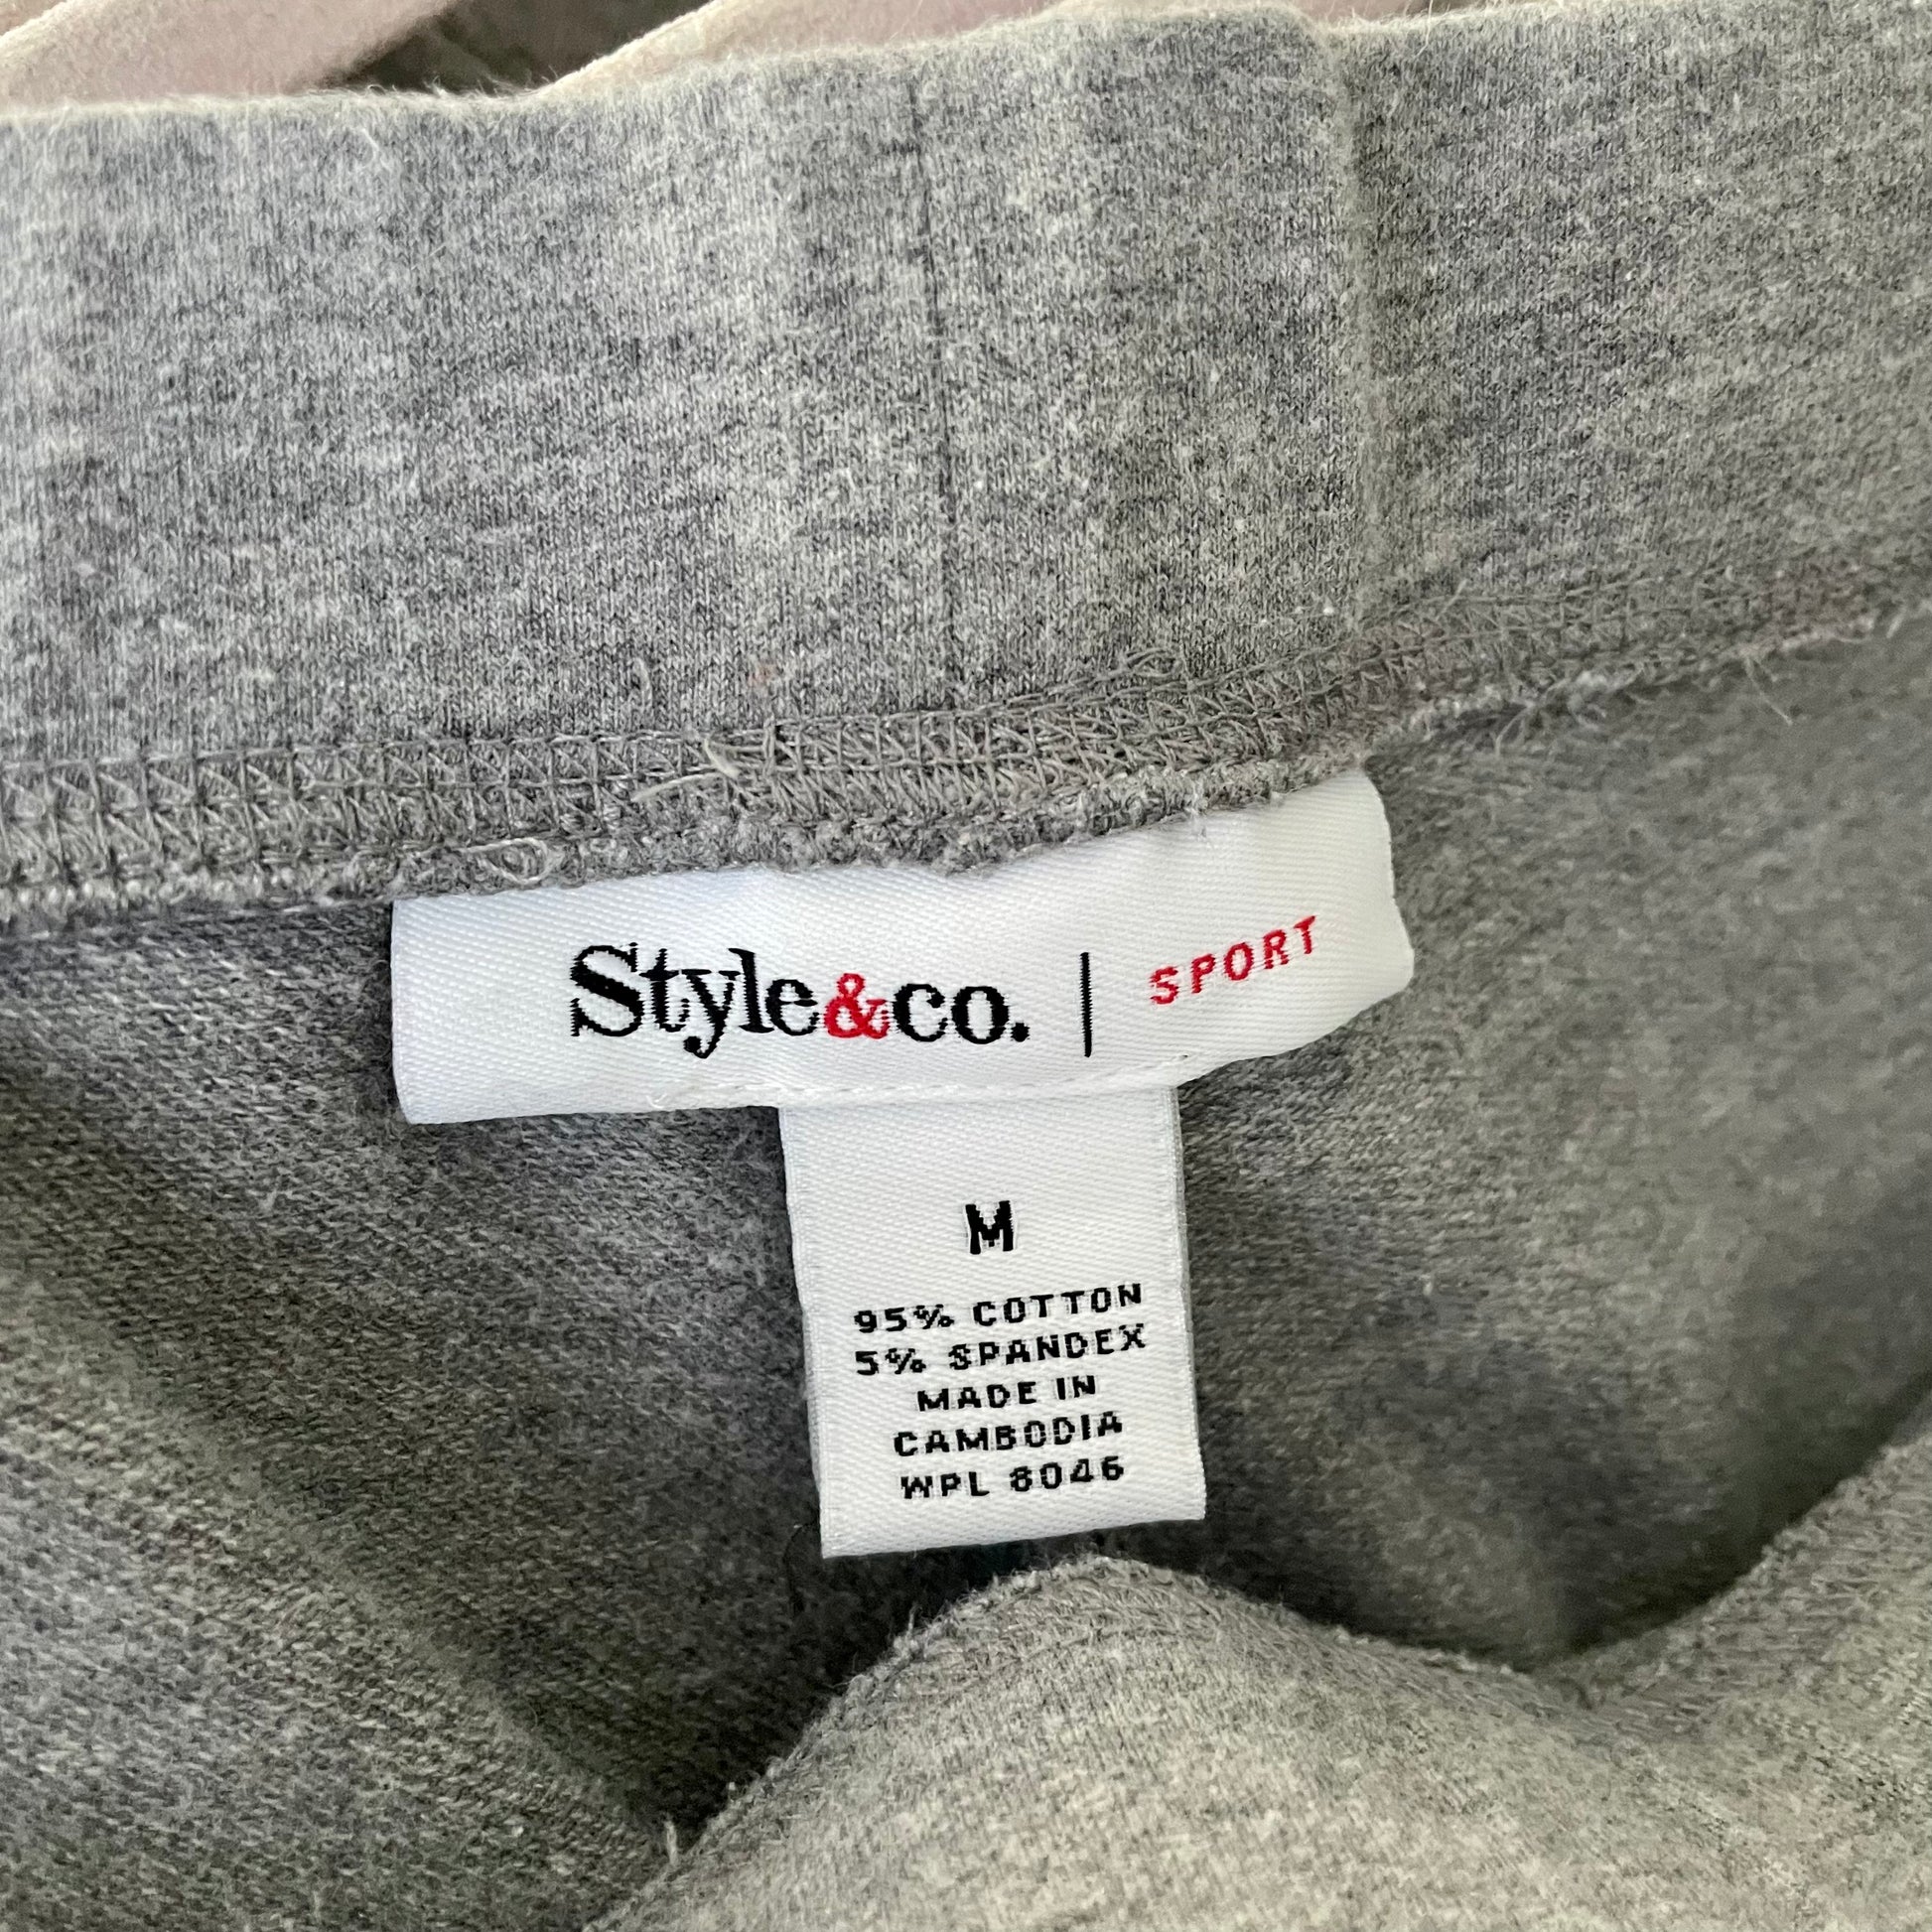 Style&co. | SPORT
M
95% COTTON
5% SPANDEX
MADE IN
CAMBODIA
WPL 8046